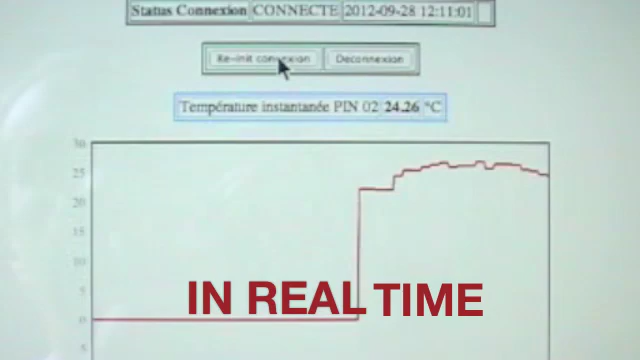 Status Connexion CONNECTE 2012-09-28 12:11:01
Re-init connexion Deconnexion
Température instantanée PIN 02 24.26 °C
30
25
20
15
10
5
0
5
IN REAL TIME